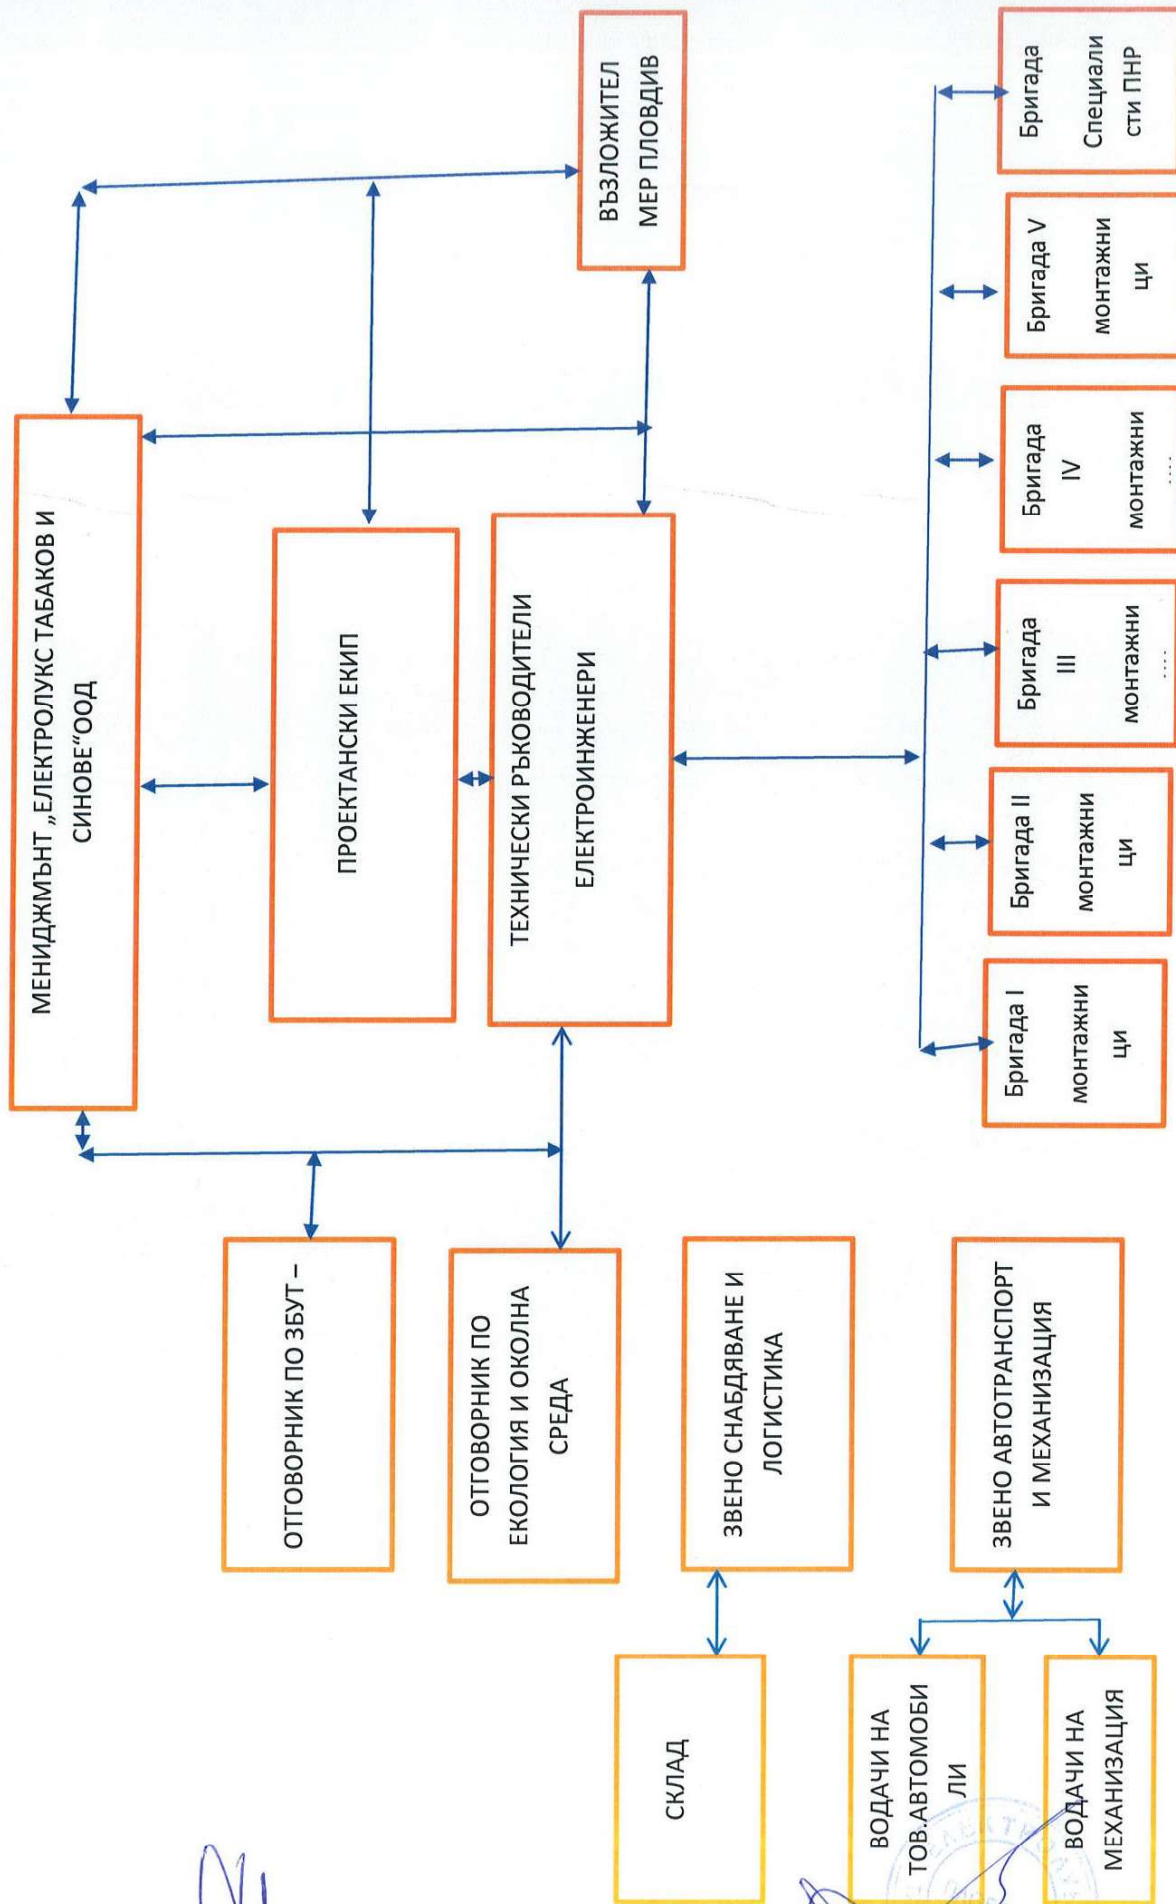 МЕНИДЖМЪНТ „ЕЛЕКТРОЛУКС ТАБАКОВ И
СИНОВЕ“ООД
ВЪЗЛОЖИТЕЛ
МЕР ПЛОВДИВ
ПРОЕКТАНСКИ ЕКИП
ТЕХНИЧЕСКИ РЪКОВОДИТЕЛИ
ЕЛЕКТРОИНЖЕНЕРИ
ОТГОВОРНИК ПО ЗБУТ –
ОТГОВОРНИК ПО
ЕКОЛОГИЯ И ОКОЛНА
СРЕДА
ЗВЕНО СНАБДЯВАНЕ И
ЛОГИСТИКА
СКЛАД
ЗВЕНО АВТОТРАНСПОРТ
И МЕХАНИЗАЦИЯ
ВОДАЧИ НА
ТОВ.АВТОМОБИ
ЛИ
ВОДАЧИ НА
МЕХАНИЗАЦИЯ
Бригада I
монтажни
ци
Бригада II
монтажни
ци
Бригада
III
монтажни
....
Бригада
IV
монтажни
....
Бригада V
монтажни
ци
Бригада
Специали
сти ПНР